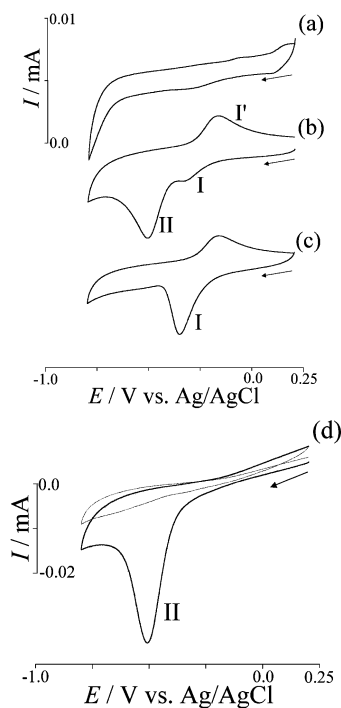 0.01
(a)
I / mA
0.0
I'
(b)
I
II
(c)
I
-1.0
0.0
0.25
E / V vs. Ag/AgCl
(d)
0.0
I / mA
-0.02
II
-1.0
0.0
0.25
E / V vs. Ag/AgCl